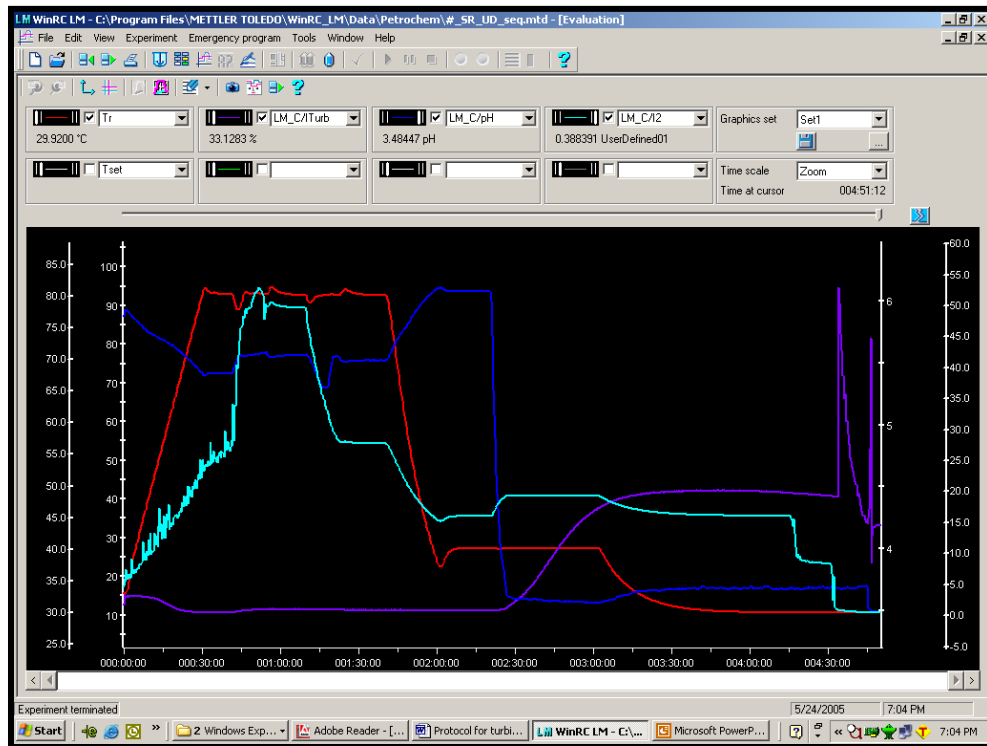 LM WinRC LM - C:\Program Files\METTLER TOLEDO\WinRC_LM\Data\Petrochem\#_SR_UD_seq.mtd - [Evaluation]
File Edit View Experiment Emergency program Tools Window Help
Tr LM_C/ITurb LM_C/pH LM_C/I2 Graphics set Set1
29.9200 °C 33.1283 % 3.48447 pH 0.388391 UserDefined01 ...
Tset Time scale Zoom
Time at cursor 004:51:12
60.0
85.0 100 55.0
80.0 90 6 50.0
75.0 45.0
70.0 80 40.0
65.0 70 35.0
60.0 60 30.0
55.0 5 25.0
50.0 50 20.0
45.0 40 15.0
40.0 30 4 10.0
35.0 20 5.0
30.0 10 0.0
25.0 -5.0
000:00:00 000:30:00 001:00:00 001:30:00 002:00:00 002:30:00 003:00:00 003:30:00 004:00:00 004:30:00
Experiment terminated 5/24/2005 7:04 PM
Start 2 Windows Exp... Adobe Reader - [... Protocol for turbi... LM WinRC LM - C:\... Microsoft PowerP... 7:04 PM